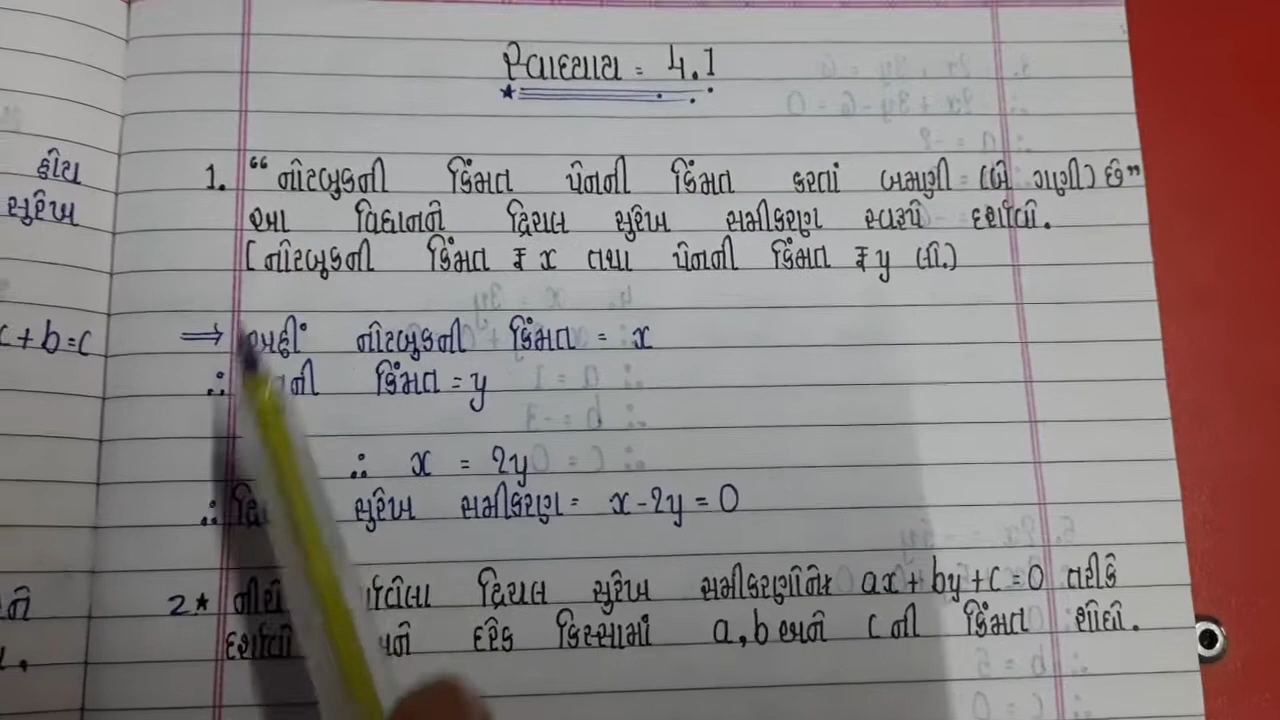 સ્વાધ્યાય = 4.1
1. “નોટબુકની કિંમત પેનની કિંમત કરતાં બમણી = (બે ગણી) છે”
આ વિધાનને દ્વિચલ સુરેખ સમીકરણ સ્વરૂપે દર્શાવો.
[નોટબુકની કિંમત ₹ x તથા પેનની કિંમત ₹ y લો.)
⇒ અહીં નોટબુકની કિંમત = x
∴ કિંમત = y
∴ x = 2y
∴ સુરેખ સમીકરણ = x - 2y = 0
2* દ્વિચલ સુરેખ સમીકરણોને ax + by + c = 0 તરીકે
દર્શાવો દરેક કિસ્સામાં a, b અને c ની કિંમત શોધો.
સુરેખ
+ b = c